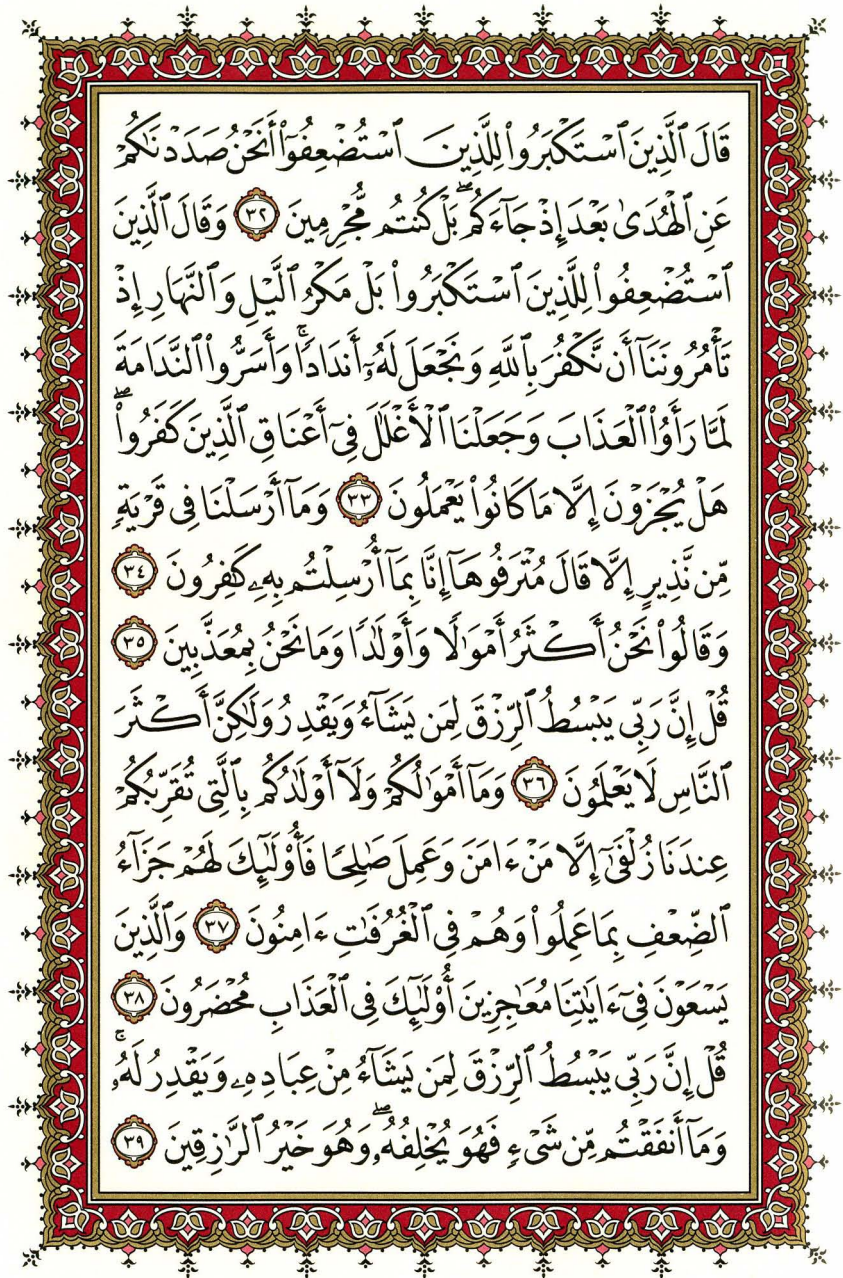 قَالَ ٱلَّذِينَ ٱسۡتَكۡبَرُواْ لِلَّذِينَ ٱسۡتُضۡعِفُوٓاْ أَنَحۡنُ صَدَدۡنَٰكُمۡ
عَنِ ٱلۡهُدَىٰ بَعۡدَ إِذۡ جَآءَكُمۖ بَلۡ كُنتُم مُّجۡرِمِينَ ٣٢ وَقَالَ ٱلَّذِينَ
ٱسۡتُضۡعِفُواْ لِلَّذِينَ ٱسۡتَكۡبَرُواْ بَلۡ مَكۡرُ ٱلَّيۡلِ وَٱلنَّهَارِ إِذۡ
تَأۡمُرُونَنَآ أَن نَّكۡفُرَ بِٱللَّهِ وَنَجۡعَلَ لَهُۥٓ أَندَادٗاۚ وَأَسَرُّواْ ٱلنَّدَامَةَ
لَمَّا رَأَوُاْ ٱلۡعَذَابَ وَجَعَلۡنَا ٱلۡأَغۡلَٰلَ فِيٓ أَعۡنَاقِ ٱلَّذِينَ كَفَرُواْۖ
هَلۡ يُجۡزَوۡنَ إِلَّا مَا كَانُواْ يَعۡمَلُونَ ٣٣ وَمَآ أَرۡسَلۡنَا فِي قَرۡيَةٖ
مِّن نَّذِيرٍ إِلَّا قَالَ مُتۡرَفُوهَآ إِنَّا بِمَآ أُرۡسِلۡتُم بِهِۦ كَٰفِرُونَ ٣٤
وَقَالُواْ نَحۡنُ أَكۡثَرُ أَمۡوَٰلٗا وَأَوۡلَٰدٗا وَمَا نَحۡنُ بِمُعَذَّبِينَ ٣٥
قُلۡ إِنَّ رَبِّي يَبۡسُطُ ٱلرِّزۡقَ لِمَن يَشَآءُ وَيَقۡدِرُ وَلَٰكِنَّ أَكۡثَرَ
ٱلنَّاسِ لَا يَعۡلَمُونَ ٣٦ وَمَآ أَمۡوَٰلُكُمۡ وَلَآ أَوۡلَٰدُكُم بِٱلَّتِي تُقَرِّبُكُمۡ
عِندَنَا زُلۡفَىٰٓ إِلَّا مَنۡ ءَامَنَ وَعَمِلَ صَٰلِحٗا فَأُوْلَٰٓئِكَ لَهُمۡ جَزَآءُ
ٱلضِّعۡفِ بِمَا عَمِلُواْ وَهُمۡ فِي ٱلۡغُرُفَٰتِ ءَامِنُونَ ٣٧ وَٱلَّذِينَ
يَسۡعَوۡنَ فِيٓ ءَايَٰتِنَا مُعَٰجِزِينَ أُوْلَٰٓئِكَ فِي ٱلۡعَذَابِ مُحۡضَرُونَ ٣٨
قُلۡ إِنَّ رَبِّي يَبۡسُطُ ٱلرِّزۡقَ لِمَن يَشَآءُ مِنۡ عِبَادِهِۦ وَيَقۡدِرُ لَهُۥۚ
وَمَآ أَنفَقۡتُم مِّن شَيۡءٖ فَهُوَ يُخۡلِفُهُۥۖ وَهُوَ خَيۡرُ ٱلرَّٰزِقِينَ ٣٩